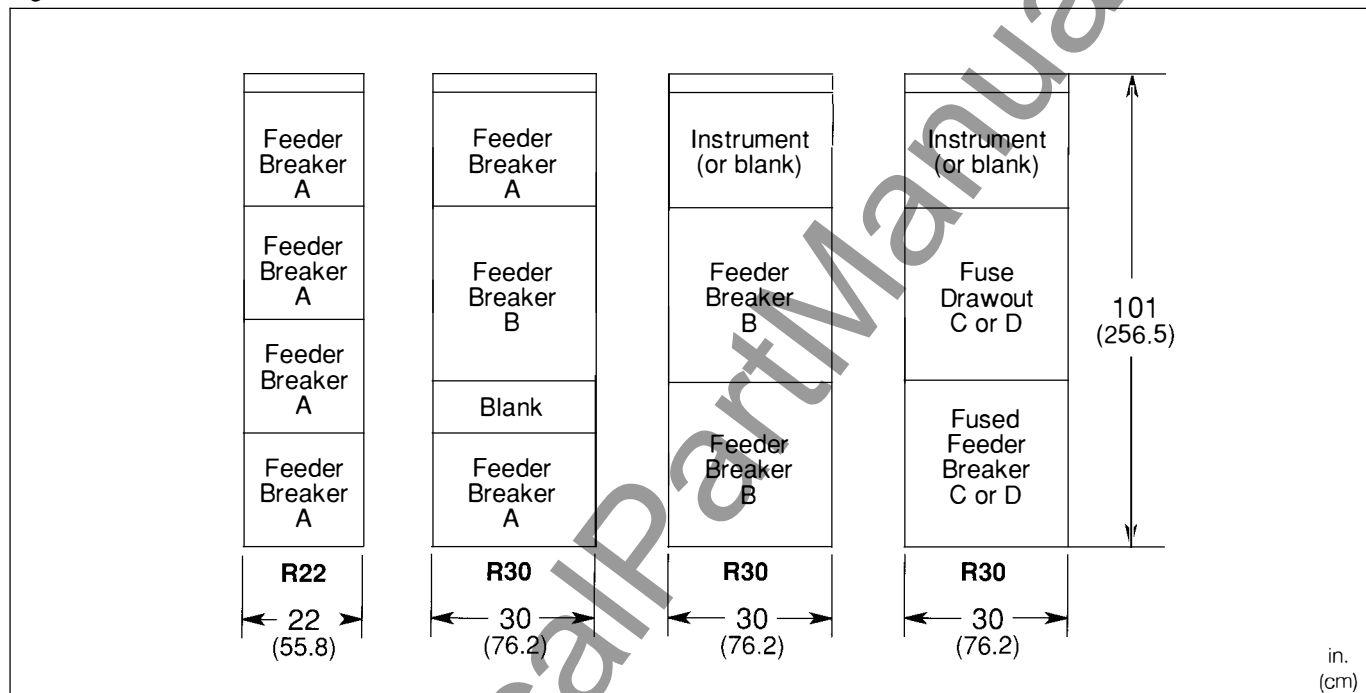 Feeder
Breaker
A
Feeder
Breaker
A
Feeder
Breaker
A
Feeder
Breaker
A
R22
22
(55.8)
Feeder
Breaker
A
Feeder
Breaker
B
Blank
Feeder
Breaker
A
R30
30
(76.2)
Instrument
(or blank)
Feeder
Breaker
B
Feeder
Breaker
B
R30
30
(76.2)
Instrument
(or blank)
Fuse
Drawout
C or D
Fused
Feeder
Breaker
C or D
R30
30
(76.2)
101
(256.5)
in.
(cm)
alPartManua